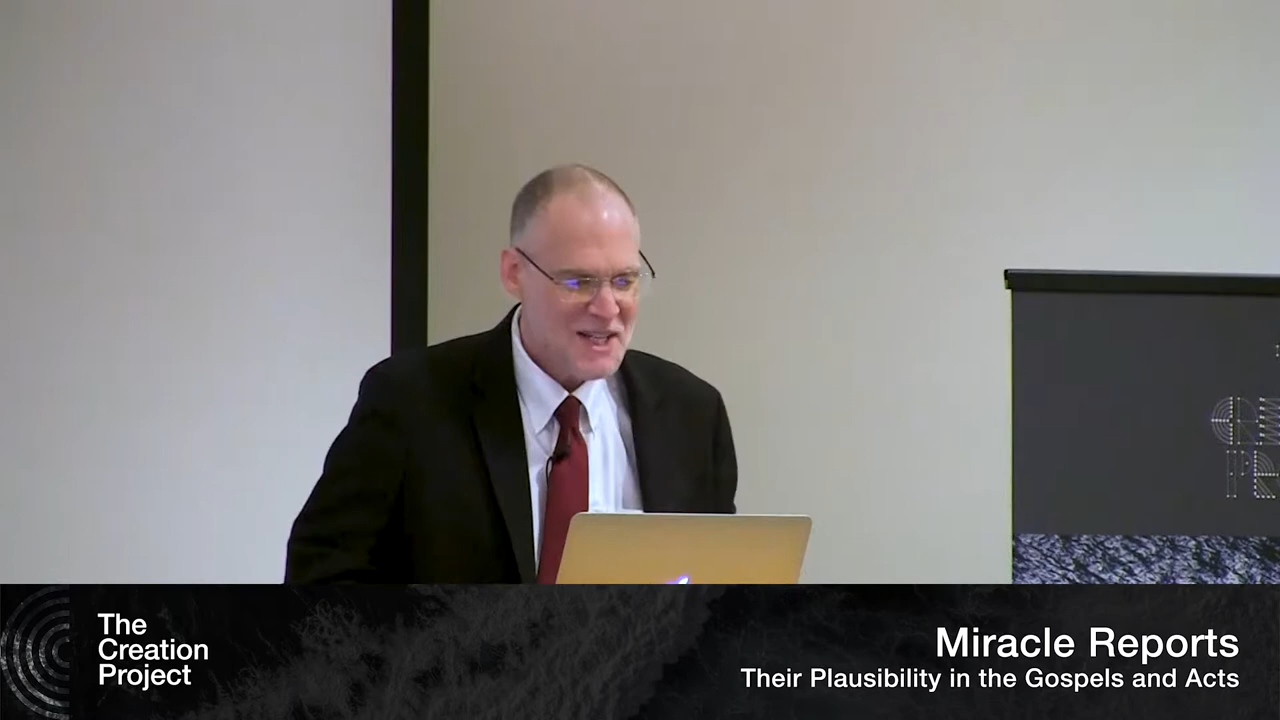 The
Creation
Project
Miracle Reports
Their Plausibility in the Gospels and Acts